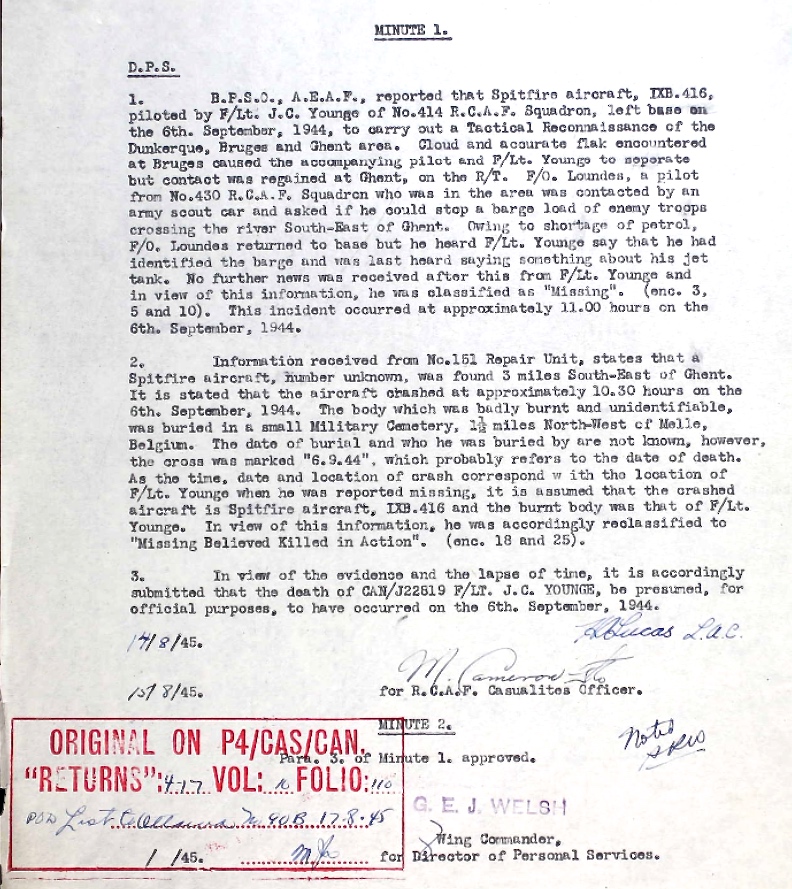 MINUTE 1.
D.P.S.
1. B.P.S.O., A.E.A.F., reported that Spitfire aircraft, IXB.416,
piloted by F/Lt. J.C. Younge of No.414 R.C.A.F. Squadron, left base on
the 6th. September, 1944, to carry out a Tactical Reconnaissance of the
Dunkerque, Bruges and Ghent area. Cloud and accurate flak encountered
at Bruges caused the accompanying pilot and F/Lt. Younge to seperate
but contact was regained at Ghent, on the R/T. F/O. Loundes, a pilot
from No.430 R.C.A.F. Squadron who was in the area was contacted by an
army scout car and asked if he could stop a barge load of enemy troops
crossing the river South-East of Ghent. Owing to shortage of petrol,
F/O. Loundes returned to base but he heard F/Lt. Younge say that he had
identified the barge and was last heard saying something about his jet
tank. No further news was received after this from F/Lt. Younge and
in view of this information, he was classified as "Missing". (enc. 3,
5 and 10). This incident occurred at approximately 11.00 hours on the
6th. September, 1944.
2. Information received from No.151 Repair Unit, states that a
Spitfire aircraft, number unknown, was found 3 miles South-East of Ghent.
It is stated that the aircraft crashed at approximately 10.30 hours on the
6th. September, 1944. The body which was badly burnt and unidentifiable,
was buried in a small Military Cemetery, 1½ miles North-West of Melle,
Belgium. The date of burial and who he was buried by are not known, however,
the cross was marked "6.9.44", which probably refers to the date of death.
As the time, date and location of crash correspond w ith the location of
F/Lt. Younge when he was reported missing, it is assumed that the crashed
aircraft is Spitfire aircraft, IXB.416 and the burnt body was that of F/Lt.
Younge. In view of this information, he was accordingly reclassified to
"Missing Believed Killed in Action". (enc. 18 and 25).
3. In view of the evidence and the lapse of time, it is accordingly
submitted that the death of CAN/J22819 F/LT. J.C. YOUNGE, be presumed, for
official purposes, to have occurred on the 6th. September, 1944.
14/8/45. Lucas L.A.C.
M. Cameron
15/8/45. for R.C.A.F. Casualites Officer.
MINUTE 2.
Noted
Para. 3. of Minute 1. approved.
ORIGINAL ON P4/CAS/CAN.
"RETURNS": 417 VOL: 10 FOLIO: 110
List 17-8-45
G. E. J. WELSH
Wing Commander,
/ /45. for Director of Personal Services.